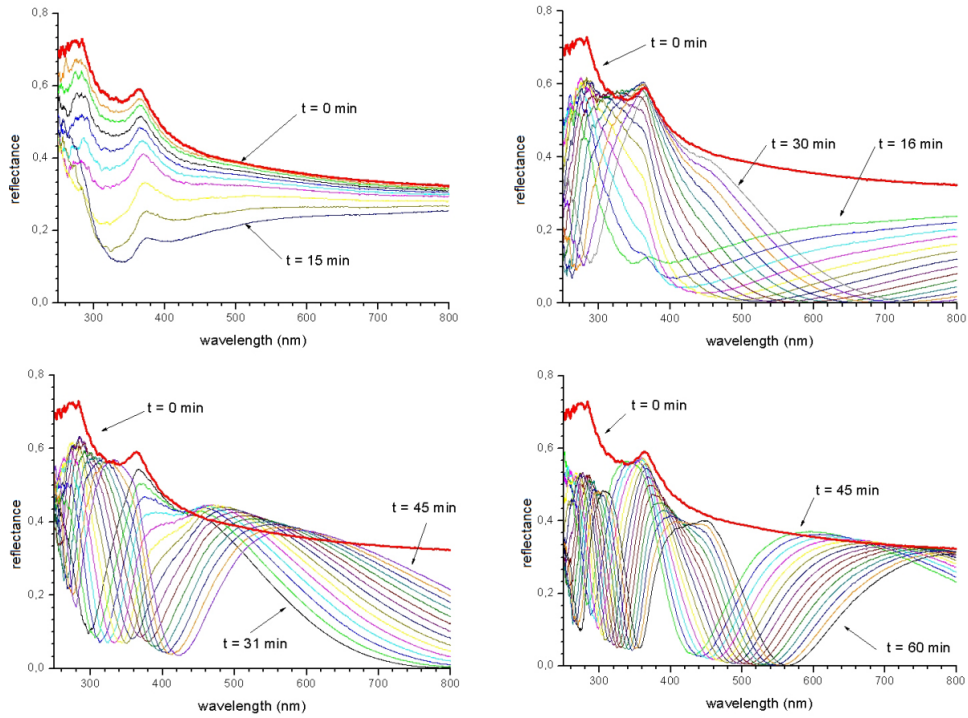 0,8
0,6
0,4
0,2
0,0
reflectance
t = 0 min
t = 15 min
300 400 500 600 700 800
wavelength (nm)
0,8
0,6
0,4
0,2
0,0
reflectance
t = 0 min
t = 30 min
t = 16 min
300 400 500 600 700 800
wavelength (nm)
0,8
0,6
0,4
0,2
0,0
reflectance
t = 0 min
t = 45 min
t = 31 min
300 400 500 600 700 800
wavelength (nm)
0,8
0,6
0,4
0,2
0,0
reflectance
t = 0 min
t = 45 min
t = 60 min
300 400 500 600 700 800
wavelength (nm)